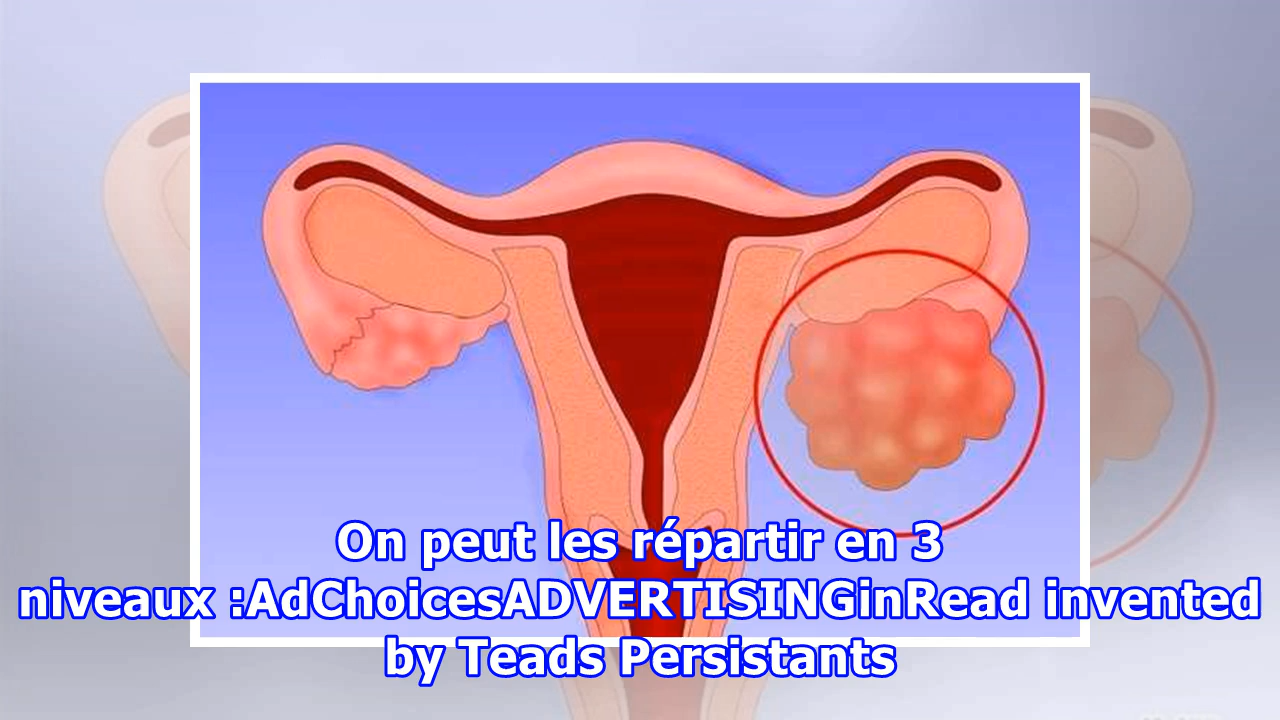 On peut les répartir en 3
niveaux :AdChoicesADVERTISINGinRead invented
by Teads Persistants